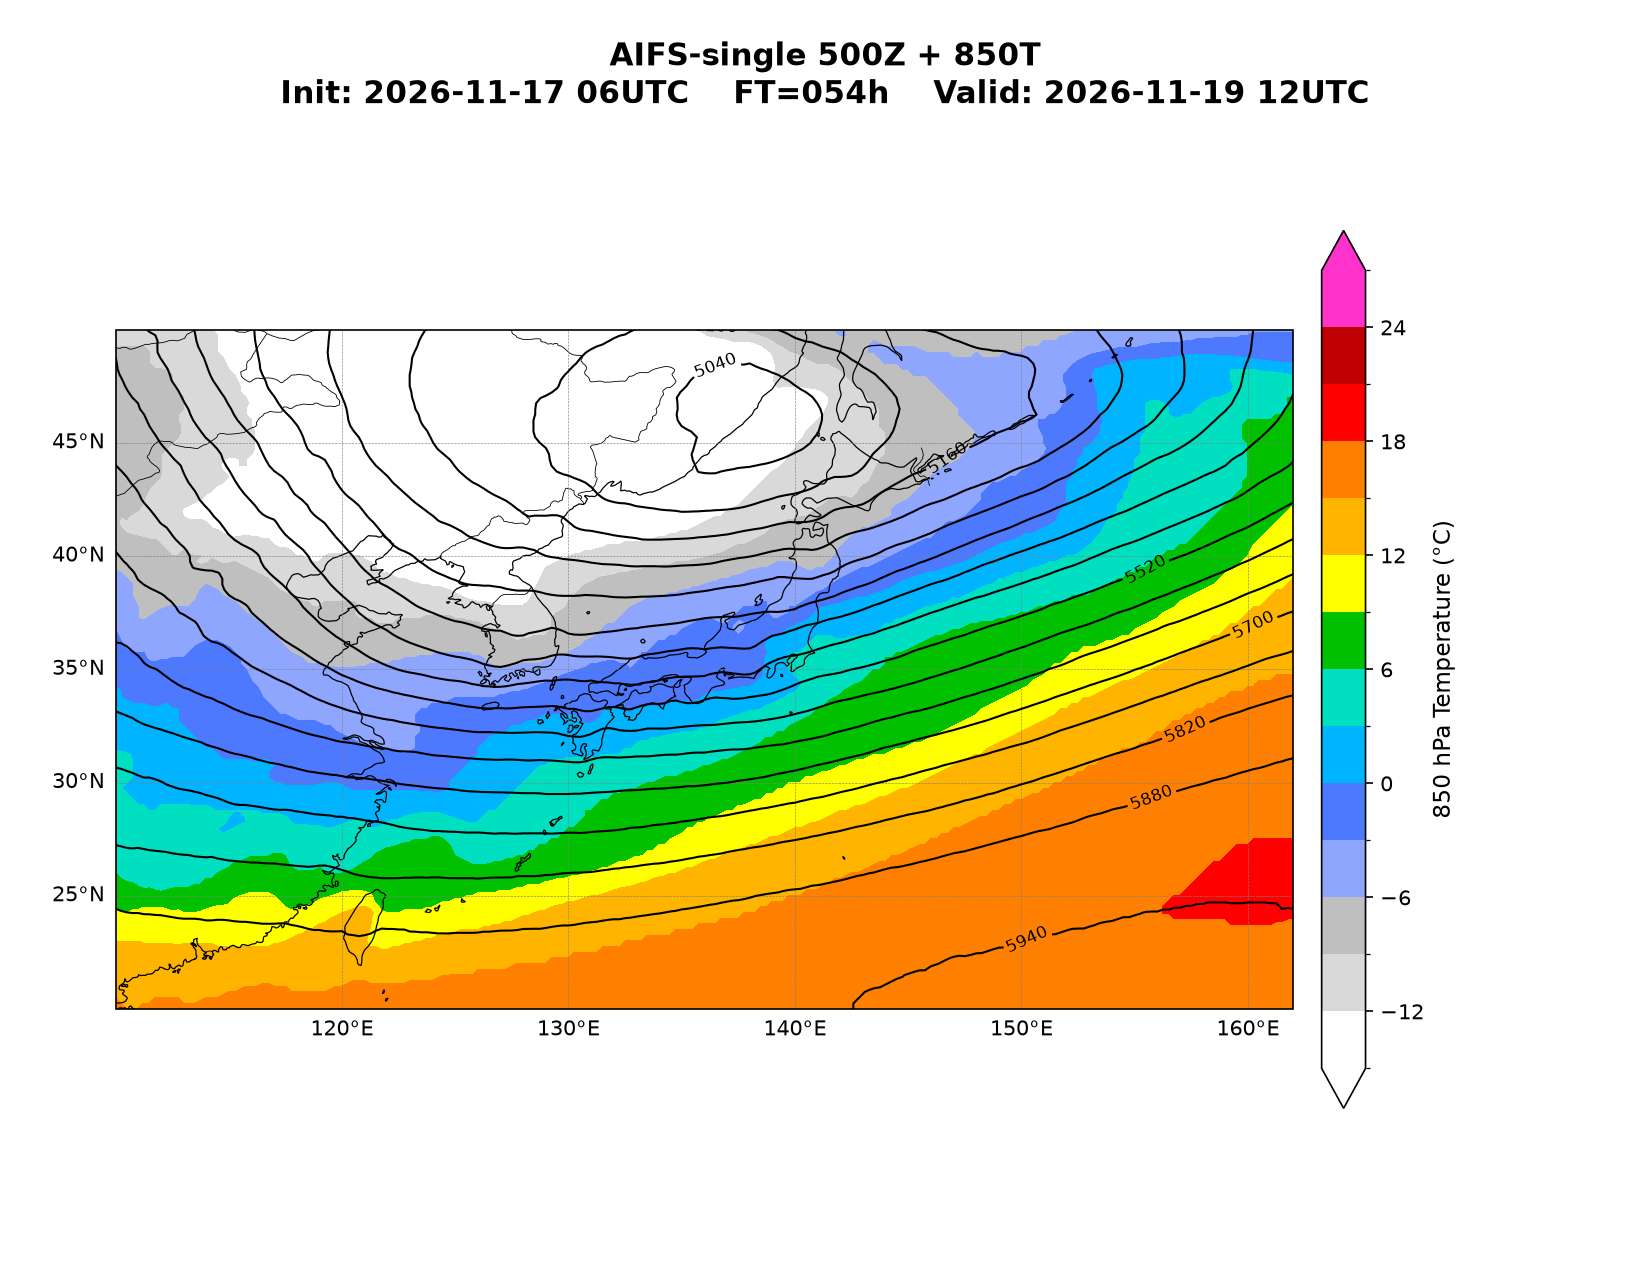 AIFS-single 500Z + 850T
Init: 2026-11-17 06UTC FT=054h Valid: 2026-11-19 12UTC
5040
5160
5520
5700
5820
5880
5940
45°N
40°N
35°N
30°N
25°N
120°E
130°E
140°E
150°E
160°E
24
18
12
6
0
−6
−12
850 hPa Temperature (°C)